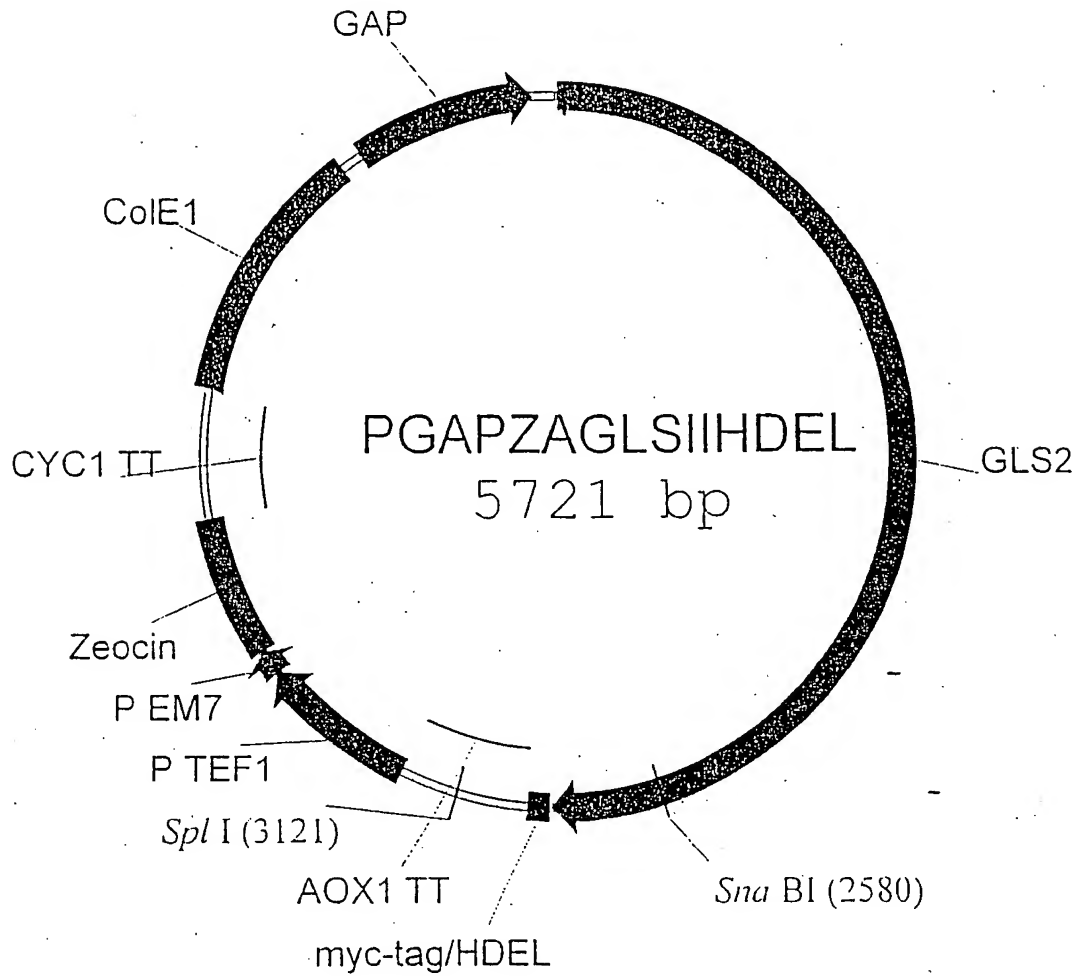 GAP
ColE1
PGAPZAGLSIIHDEL
5721 bp
GLS2
CYC1 TT
Zeocin
P EM7
P TEF1
Spl I (3121)
AOX1 TT
Sna BI (2580)
myc-tag/HDEL